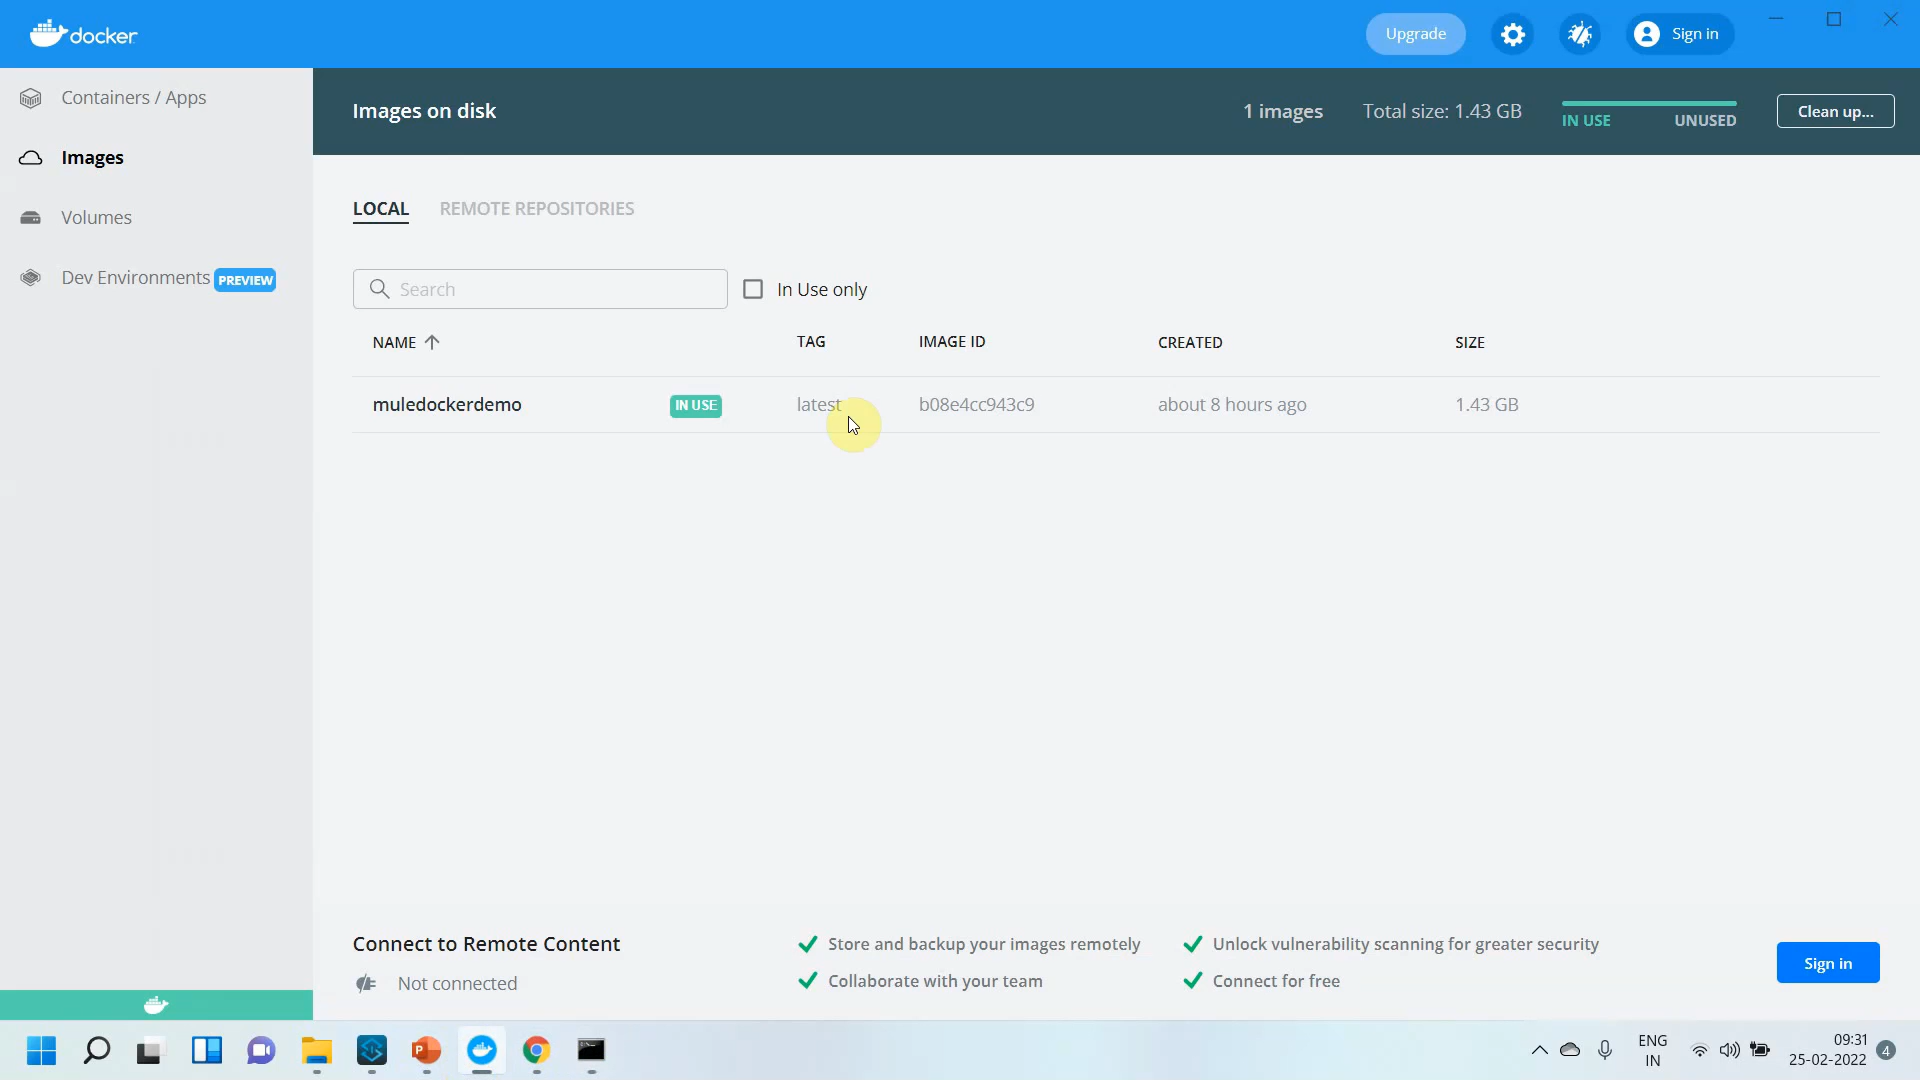 docker
Upgrade
Sign in
Containers / Apps
Images
Volumes
Dev Environments PREVIEW
Images on disk
1 images
Total size: 1.43 GB
IN USE
UNUSED
Clean up...
LOCAL
REMOTE REPOSITORIES
Search
In Use only
NAME
TAG
IMAGE ID
CREATED
SIZE
muledockerdemo
IN USE
latest
b08e4cc943c9
about 8 hours ago
1.43 GB
Connect to Remote Content
Not connected
Store and backup your images remotely
Collaborate with your team
Unlock vulnerability scanning for greater security
Connect for free
Sign in
P
ENG
IN
09:31
25-02-2022
4